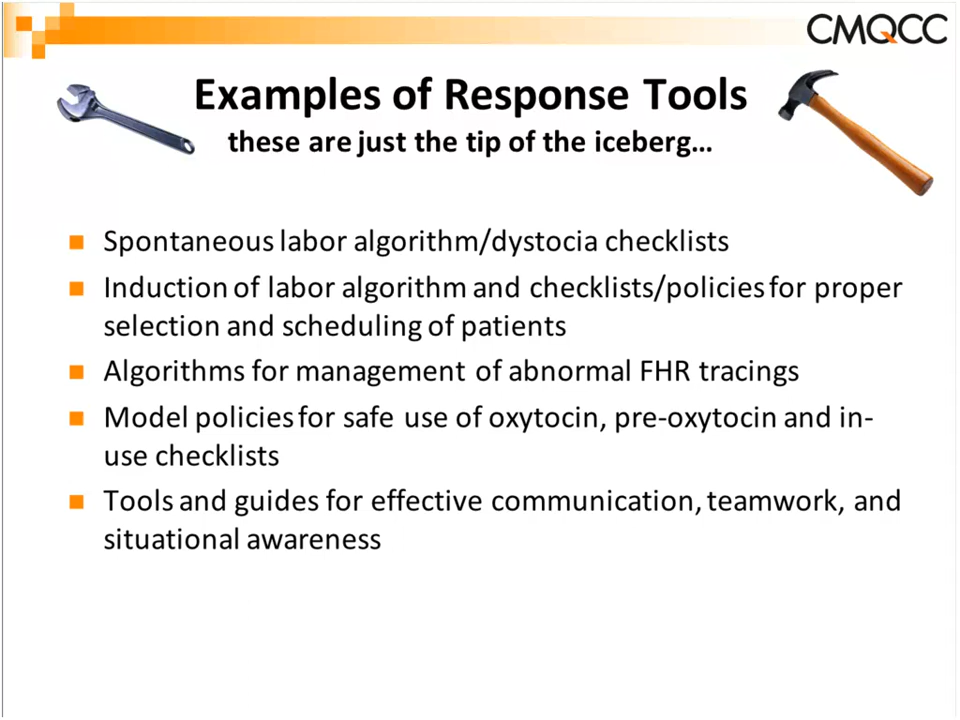 CMQCC
Examples of Response Tools
these are just the tip of the iceberg...
Spontaneous labor algorithm/dystocia checklists
Induction of labor algorithm and checklists/policies for proper
selection and scheduling of patients
Algorithms for management of abnormal FHR tracings
Model policies for safe use of oxytocin, pre-oxytocin and in-
use checklists
Tools and guides for effective communication, teamwork, and
situational awareness